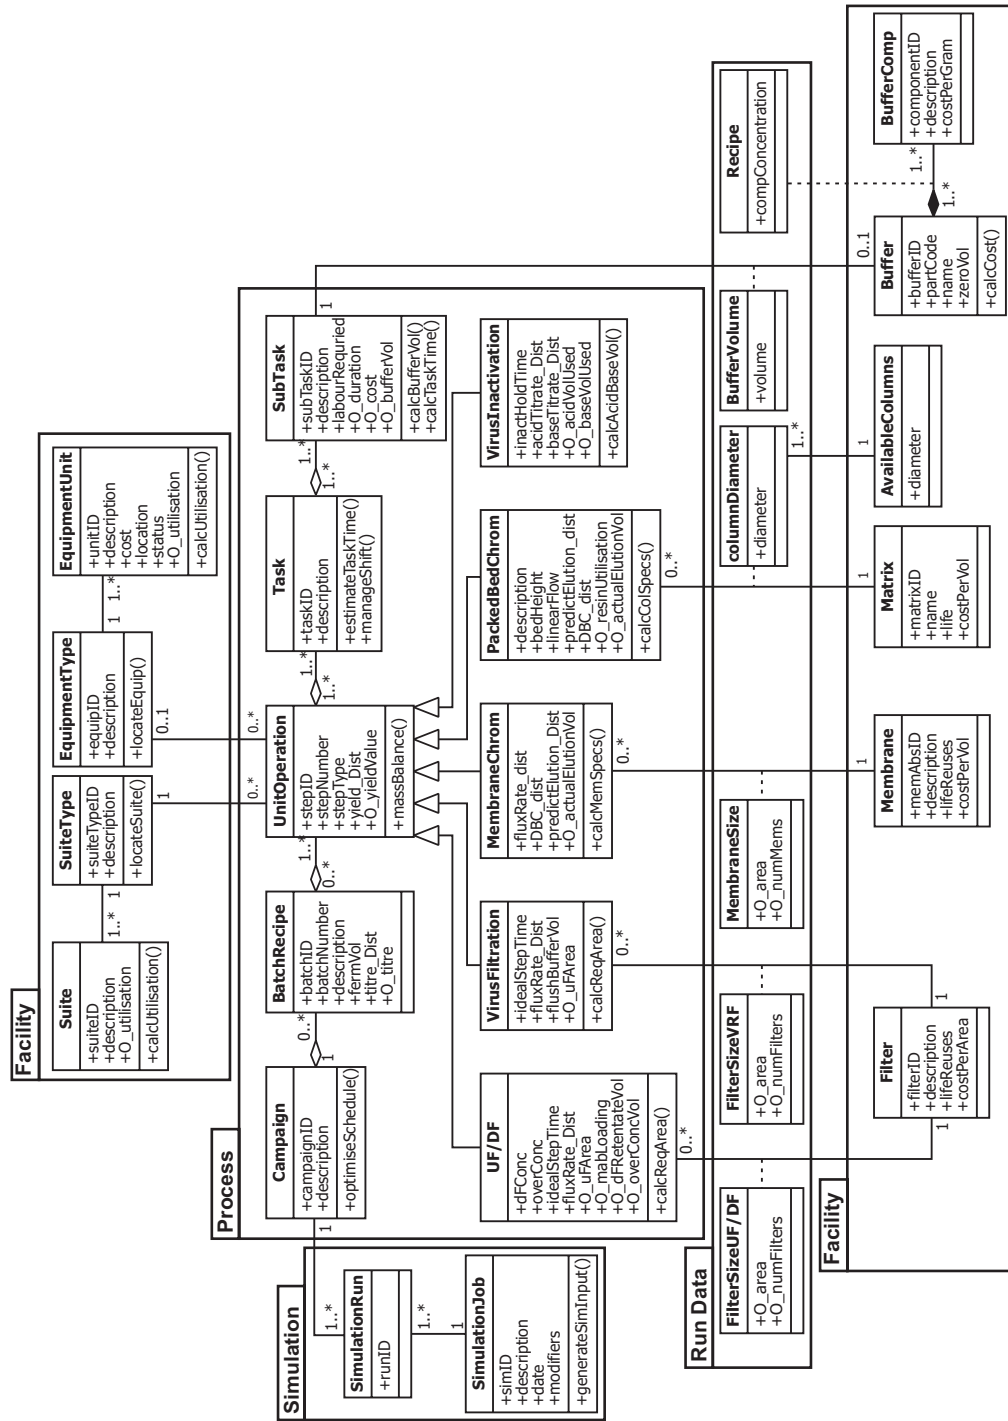 Facility
Suite
+suiteID
+description
+O_utilisation
+calcUtilisation()
1..*
1
SuiteType
+suiteTypeID
+description
+locateSuite()
1
0..*
EquipmentType
+equipID
+description
+locateEquip()
0..1
0..*
1
1..*
EquipmentUnit
+unitID
+description
+cost
+location
+status
+O_utilisation
+calcUtilisation()
Process
Campaign
+campaignID
+description
+optimiseSchedule()
1
1
0..*
BatchRecipe
+batchID
+batchNumber
+description
+fermVol
+titre_Dist
+O_titre
0..*
1..*
UnitOperation
+stepID
+stepNumber
+stepType
+yield_Dist
+O_yieldValue
+massBalance()
1..*
1..*
Task
+taskID
+description
+estimateTaskTime()
+manageShift()
1..*
1..*
SubTask
+subTaskID
+description
+labourRequried
+O_duration
+O_cost
+O_bufferVol
+calcBufferVol()
+calcTaskTime()
1
UF/DF
+dFConc
+overConc
+idealStepTime
+fluxRate_Dist
+O_uFArea
+O_mabLoading
+O_dFRetentateVol
+O_overConcVol
+calcReqArea()
0..*
VirusFiltration
+idealStepTime
+fluxRate_Dist
+flushBufferVol
+O_uFArea
+calcReqArea()
0..*
MembraneChrom
+fluxRate_dist
+DBC_dist
+predictElution_Dist
+O_actualElutionVol
+calcMemSpecs()
0..*
PackedBedChrom
+description
+bedHeight
+linearFlow
+predictElution_dist
+DBC_dist
+O_resinUtilisation
+O_actualElutionVol
+calcColSpecs()
0..*
VirusInactivation
+inactHoldTime
+acidTitrate_Dist
+baseTitrate_Dist
+O_acidVolUsed
+O_baseVolUsed
+calcAcidBaseVol()
Simulation
SimulationRun
+runID
1..*
1..*
1
SimulationJob
+simID
+description
+date
+modifiers
+generateSimInput()
Run Data
FilterSizeUF/DF
+O_area
+O_numFilters
FilterSizeVRF
+O_area
+O_numFilters
MembraneSize
+O_area
+O_numMems
columnDiameter
+diameter
1..*
BufferVolume
+volume
Recipe
+compConcentration
Facility
Filter
+filterID
+description
+lifeReuses
+costPerArea
1
1
Membrane
+memAbsID
+description
+lifeReuses
+costPerVol
1
Matrix
+matrixID
+name
+life
+costPerVol
1
AvailableColumns
+diameter
1
Buffer
+bufferID
+partCode
+name
+zeroVol
+calcCost()
0..1
1..*
1..*
BufferComp
+componentID
+description
+costPerGram